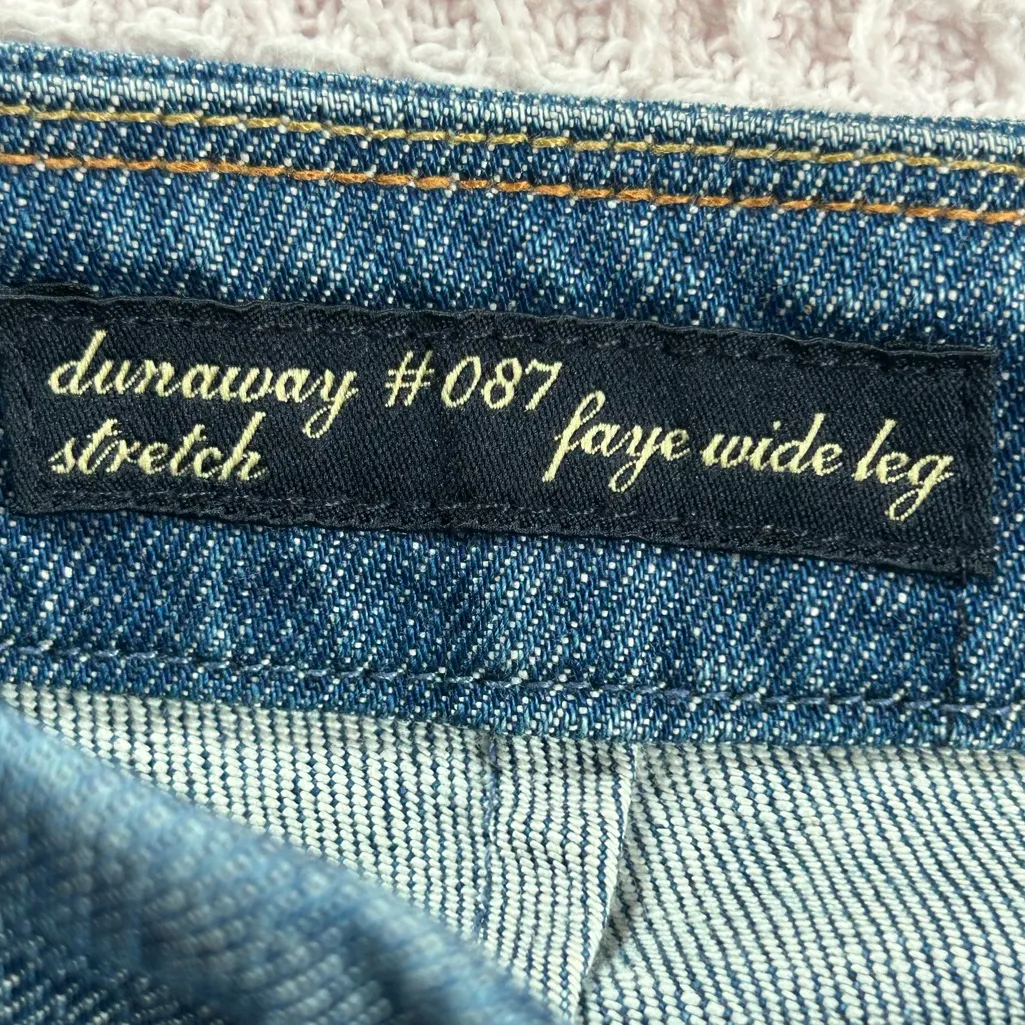 dunaway #087
stretch
faye wide leg